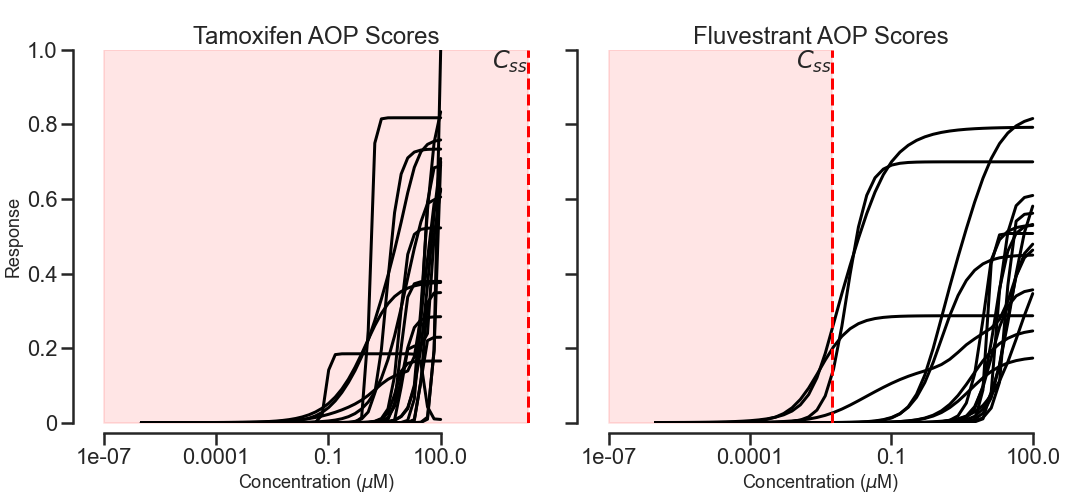 Tamoxifen AOP Scores
Fluvestrant AOP Scores
Response
1.0
0.8
0.6
0.4
0.2
0
C_ss
C_ss
1e-07 0.0001 0.1 100.0
1e-07 0.0001 0.1 100.0
Concentration (μM)
Concentration (μM)